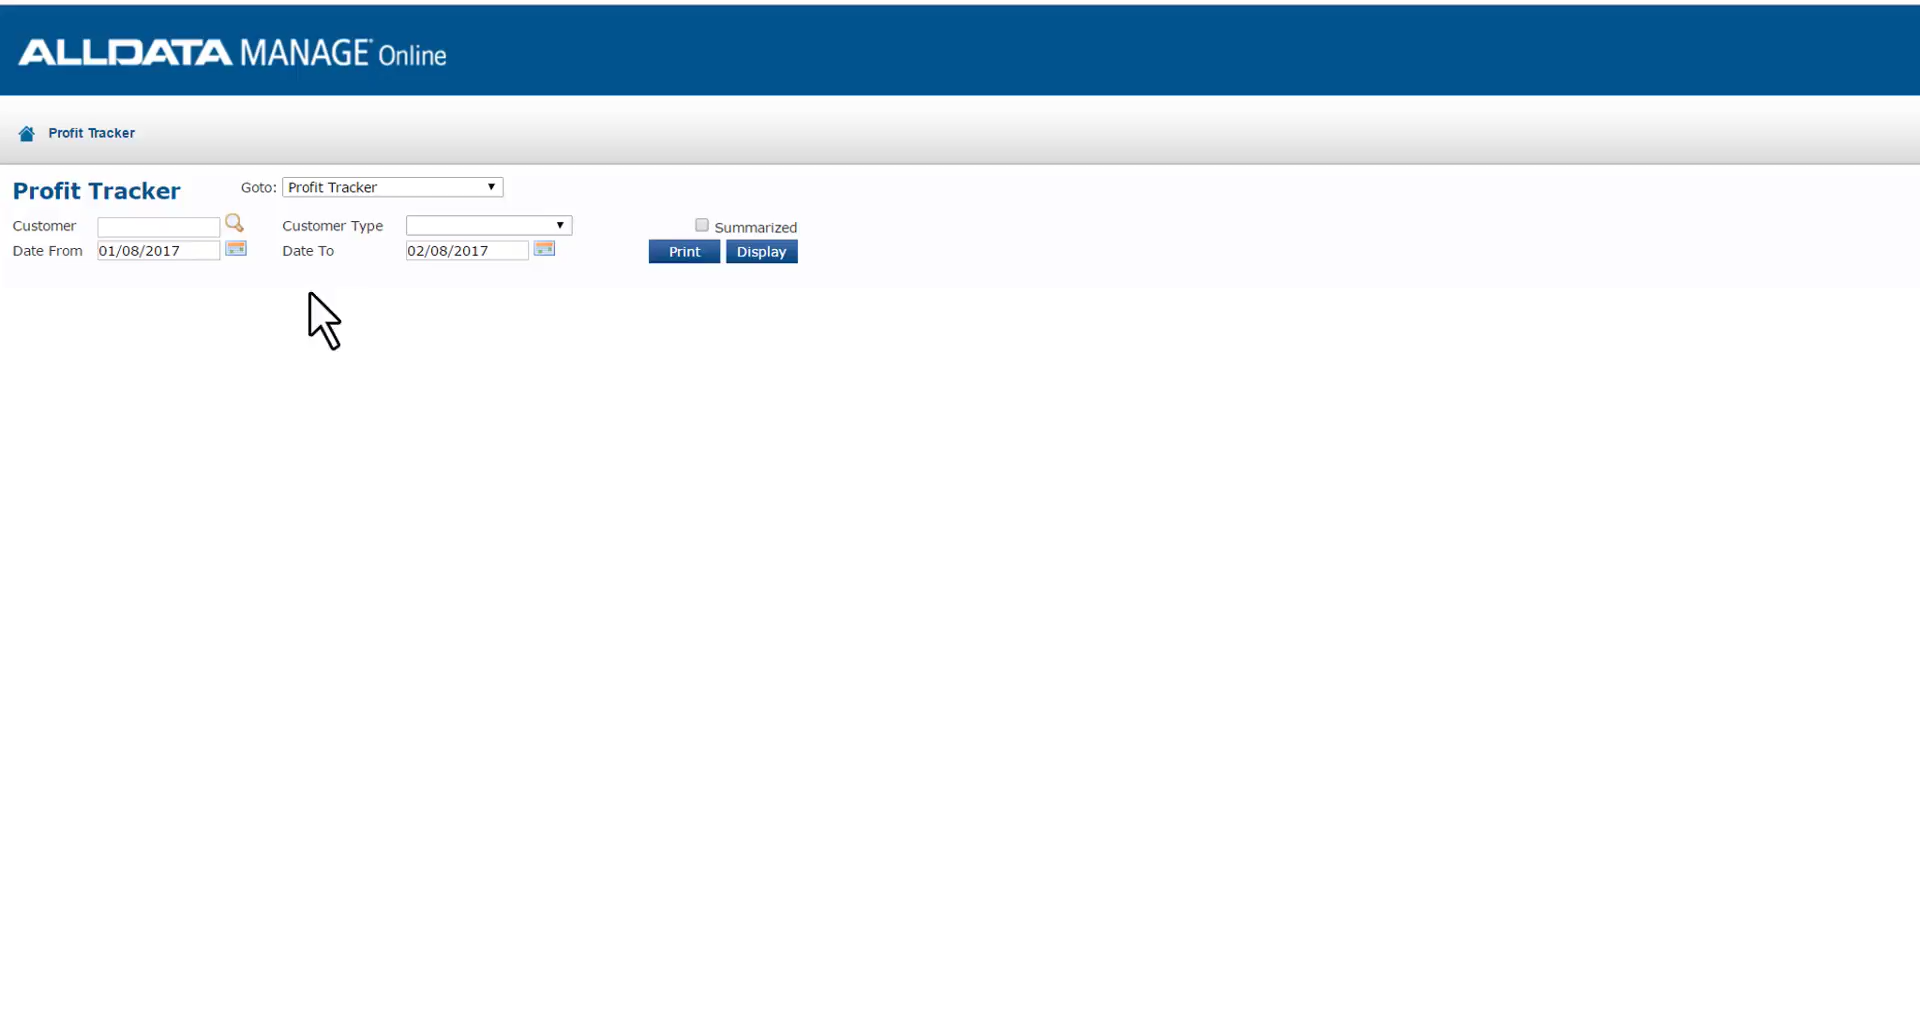 ALLDATA MANAGE Online
Profit Tracker
Profit Tracker Goto: Profit Tracker
Customer Customer Type Summarized
Date From 01/08/2017 Date To 02/08/2017 Print Display